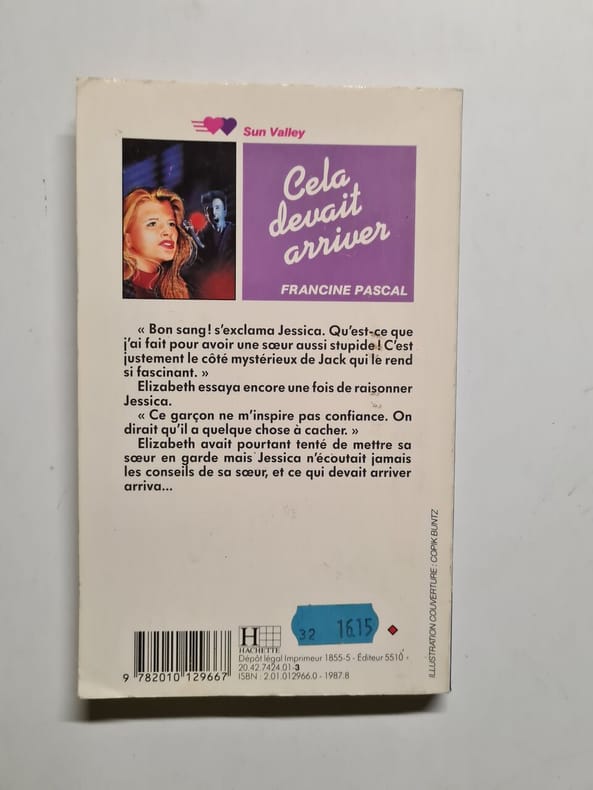 Sun Valley
Cela
devait
arriver
FRANCINE PASCAL
« Bon sang! s'exclama Jessica. Qu'est-ce que
j'ai fait pour avoir une sœur aussi stupide! C'est
justement le côté mystérieux de Jack qui le rend
si fascinant. »
Elizabeth essaya encore une fois de raisonner
Jessica.
« Ce garçon ne m'inspire pas confiance. On
dirait qu'il a quelque chose à cacher. »
Elizabeth avait pourtant tenté de mettre sa
sœur en garde mais Jessica n'écoutait jamais
les conseils de sa sœur, et ce qui devait arriver
arriva...
ILLUSTRATION COUVERTURE : COPIK BUNTZ
32 16.15
H
HACHETTE
Dépôt légal Imprimeur 1855-5 - Éditeur 5510
20.42.7424.01-3
ISBN : 2.01.012966.0 - 1987.8
9 782010 129667